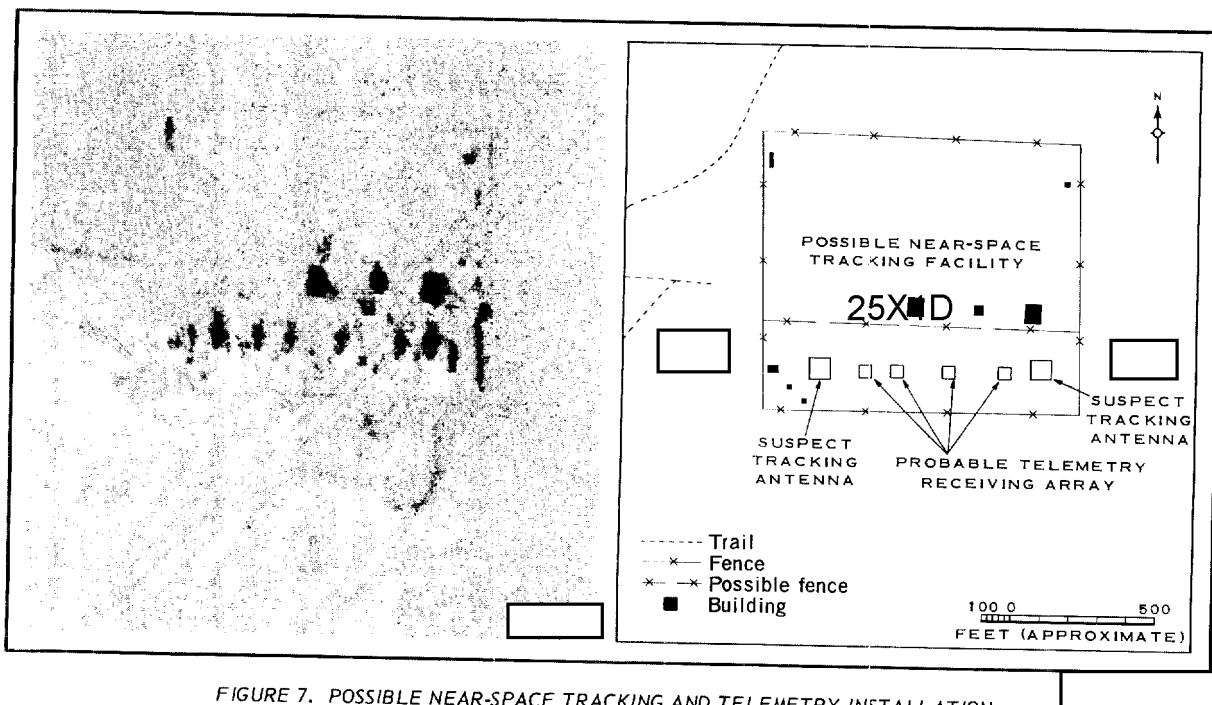 N
POSSIBLE NEAR-SPACE
TRACKING FACILITY
25X1D
SUSPECT
TRACKING
ANTENNA
PROBABLE TELEMETRY
RECEIVING ARRAY
SUSPECT
TRACKING
ANTENNA
Trail
Fence
Possible fence
Building
100 0 500
FEET (APPROXIMATE)
FIGURE 7. POSSIBLE NEAR-SPACE TRACKING AND TELEMETRY INSTALLATION